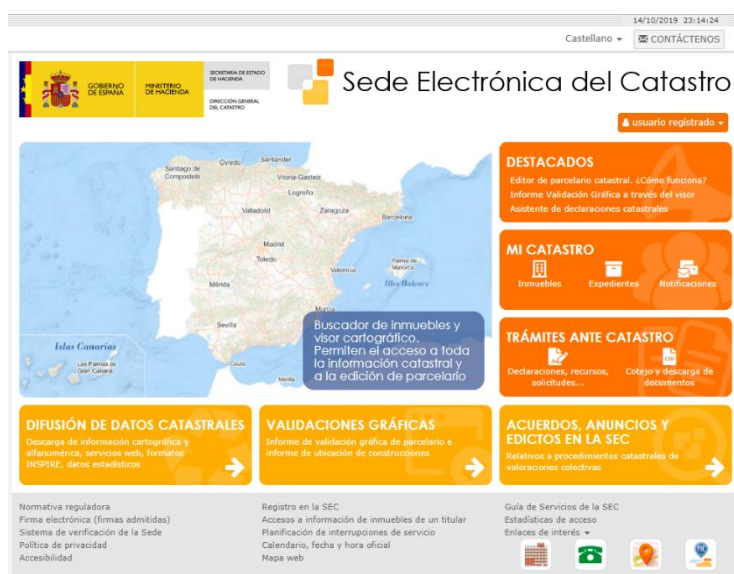 14/10/2019 23:14:24
Castellano
CONTÁCTENOS
GOBIERNO
DE ESPAÑA
MINISTERIO
DE HACIENDA
SECRETARÍA DE ESTADO
DE HACIENDA
DIRECCIÓN GENERAL
DEL CATASTRO
Sede Electrónica del Catastro
usuario registrado
Santiago de
Compostela
Oviedo
Santander
Vitoria-Gasteiz
Logroño
Valladolid
Zaragoza
Barcelona
Madrid
Toledo
Palma de
Mallorca
Valencia
Illes Balears
Mérida
Murcia
Sevilla
Islas Canarias
Las Palmas de
Gran Canaria
Ceuta
Melilla
Buscador de inmuebles y
visor cartográfico.
Permiten el acceso a toda
la información catastral y
a la edición de parcelario
DESTACADOS
Editor de parcelario catastral. ¿Cómo funciona?
Informe Validación Gráfica a través del visor
Asistente de declaraciones catastrales
MI CATASTRO
Inmuebles
Expedientes
Notificaciones
TRÁMITES ANTE CATASTRO
CSV
Declaraciones, recursos,
solicitudes...
Cotejo y descarga de
documentos
DIFUSIÓN DE DATOS CATASTRALES
Descarga de información cartográfica y
alfanumérica, servicios web, formatos
INSPIRE, datos estadísticos
VALIDACIONES GRÁFICAS
Informe de validación gráfica de parcelario e
informe de ubicación de construcciones
ACUERDOS, ANUNCIOS Y
EDICTOS EN LA SEC
Relativos a procedimientos catastrales de
valoraciones colectivas
Normativa reguladora
Firma electrónica (firmas admitidas)
Sistema de verificación de la Sede
Política de privacidad
Accesibilidad
Registro en la SEC
Accesos a información de inmuebles de un titular
Planificación de interrupciones de servicio
Calendario, fecha y hora oficial
Mapa web
Guía de Servicios de la SEC
Estadísticas de acceso
Enlaces de interés
PIC